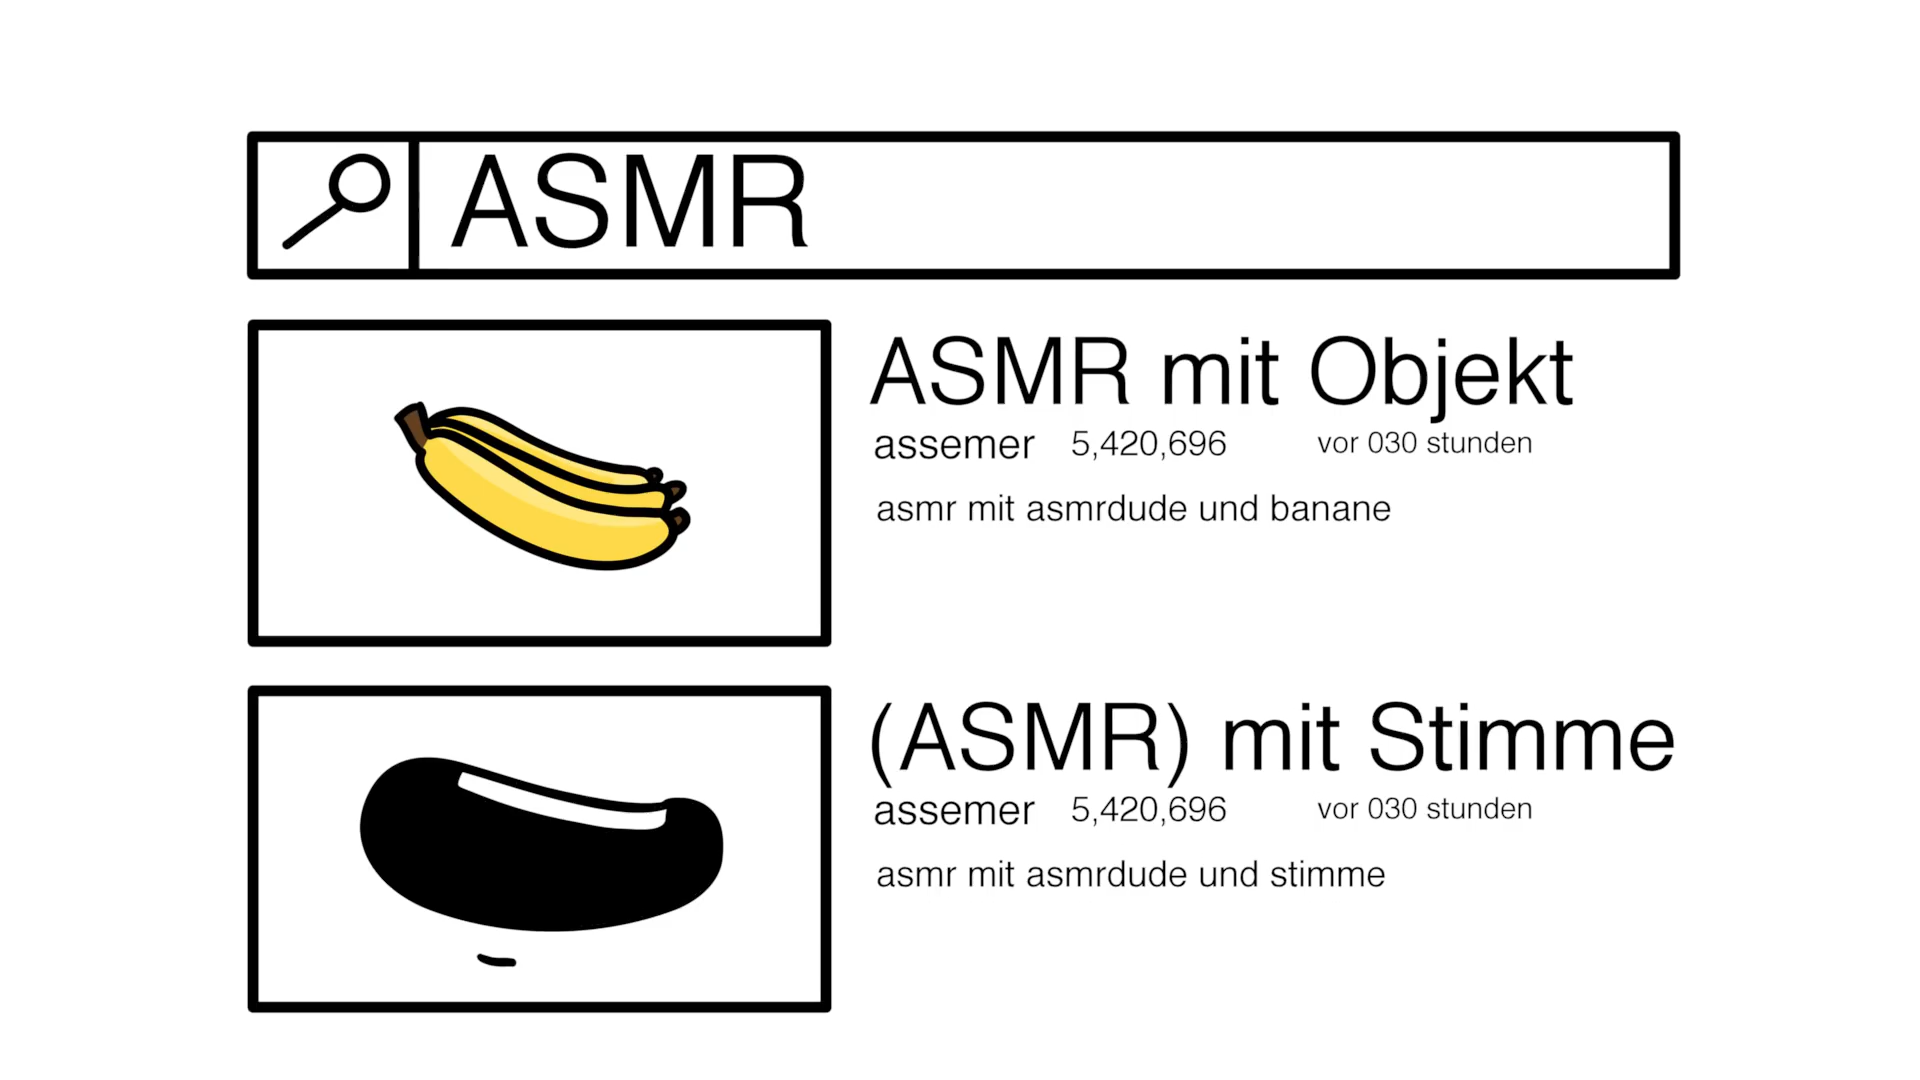 ASMR
ASMR mit Objekt
assemer 5,420,696 vor 030 stunden
asmr mit asmrdude und banane
(ASMR) mit Stimme
assemer 5,420,696 vor 030 stunden
asmr mit asmrdude und stimme